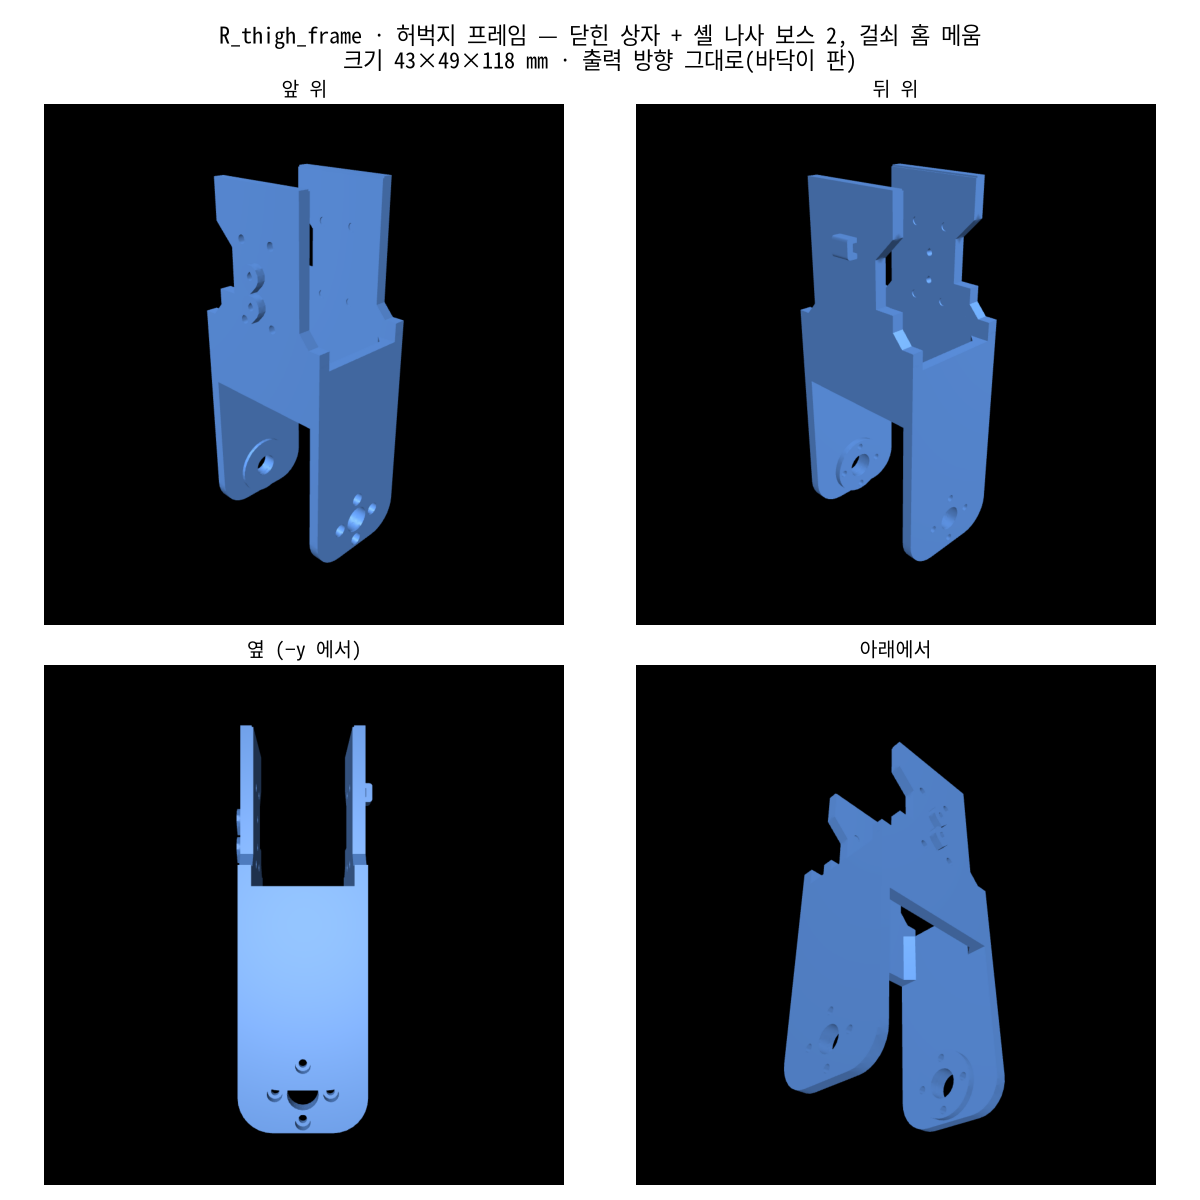 R_thigh_frame · 허벅지 프레임 — 닫힌 상자 + 셸 나사 보스 2, 걸쇠 홈 메움
크기 43×49×118 mm · 출력 방향 그대로(바닥이 판)
앞 위
뒤 위
옆 (-y 에서)
아래에서